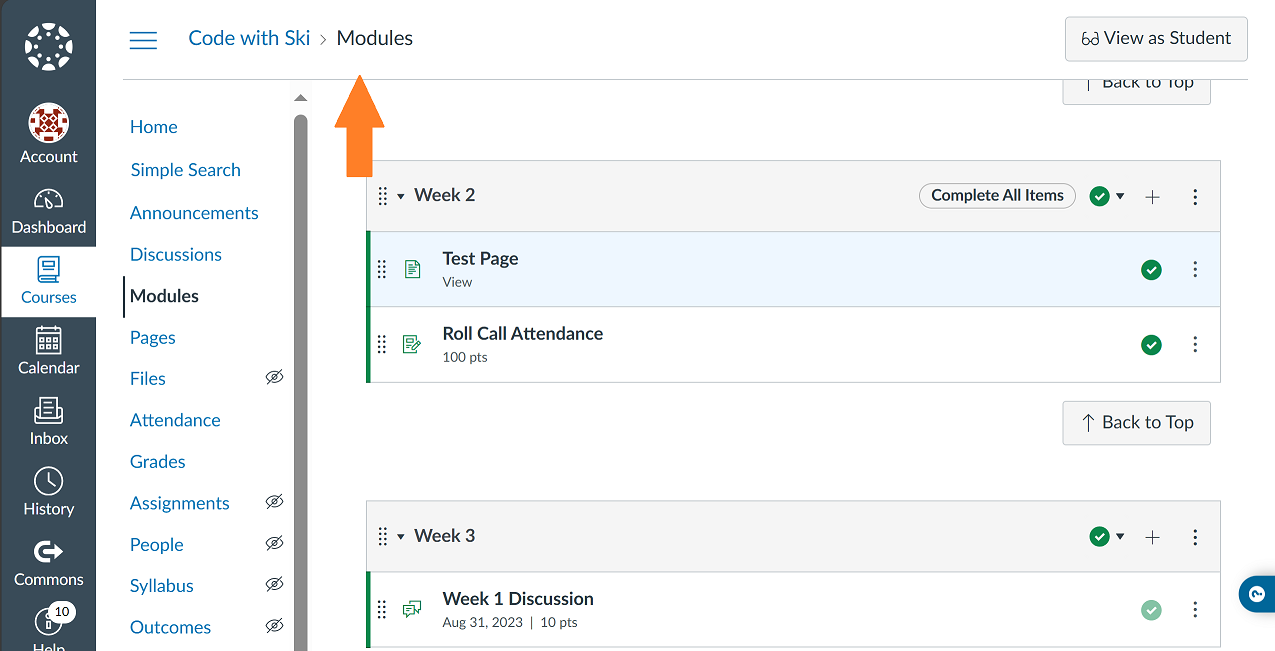 Code with Ski › Modules
View as Student
Back to Top
Account
Dashboard
Courses
Calendar
Inbox
History
Commons
10
Help
Home
Simple Search
Announcements
Discussions
Modules
Pages
Files
Attendance
Grades
Assignments
People
Syllabus
Outcomes
Week 2
Complete All Items
Test Page
View
Roll Call Attendance
100 pts
Back to Top
Week 3
Week 1 Discussion
Aug 31, 2023 | 10 pts